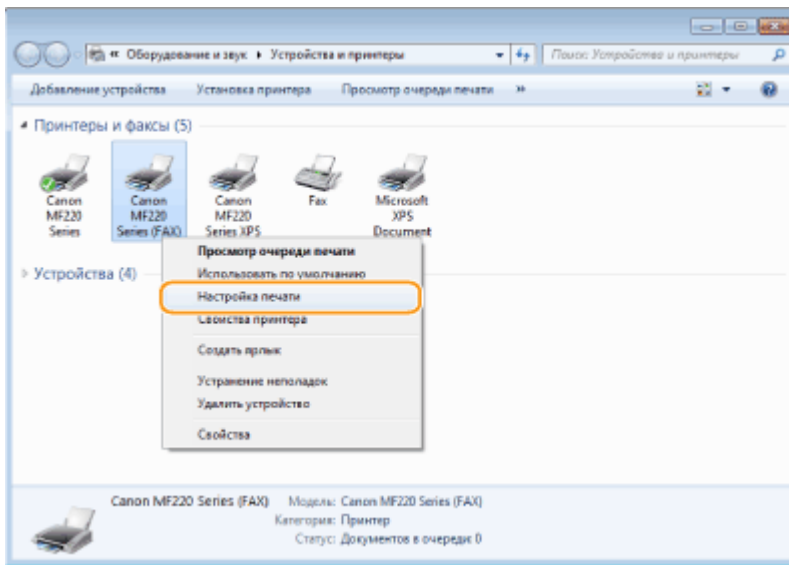 « Оборудование и звук ▸ Устройства и принтеры
Поиск: Устройства и принтеры
Добавление устройства Установка принтера Просмотр очереди печати »
Принтеры и факсы (5)
Canon MF220 Series
Canon MF220 Series (FAX)
Canon MF220 Series XPS
Fax
Microsoft XPS Document
Просмотр очереди печати
Использовать по умолчанию
Устройства (4)
Настройка печати
Свойства принтера
Создать ярлык
Устранение неполадок
Удалить устройство
Свойства
Canon MF220 Series (FAX) Модель: Canon MF220 Series (FAX)
Категория: Принтер
Статус: Документов в очереди: 0